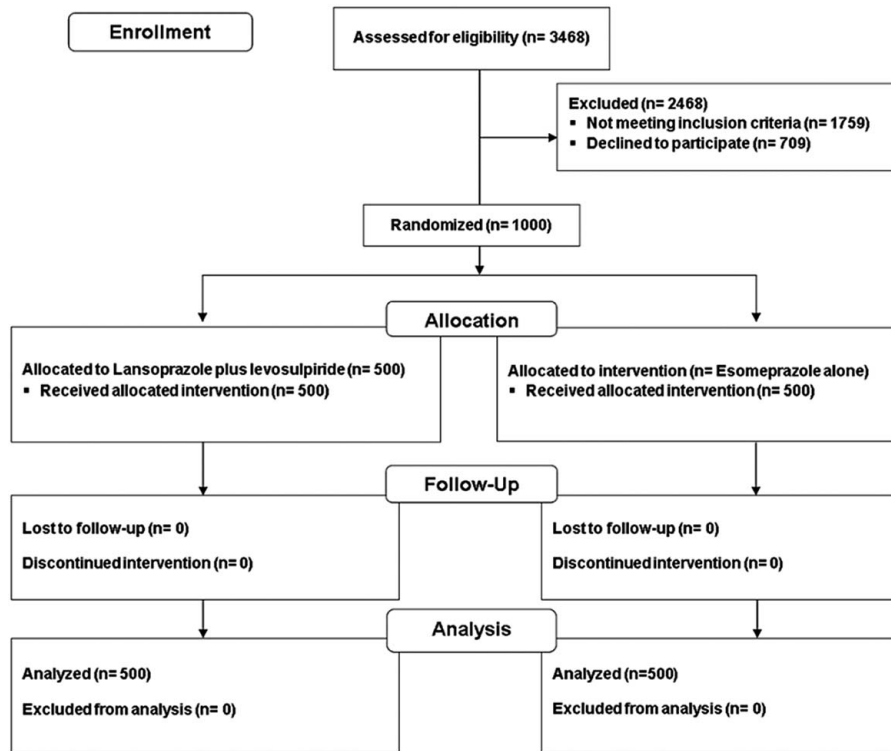 Enrollment
Assessed for eligibility (n= 3468)
Excluded (n= 2468)
▪ Not meeting inclusion criteria (n= 1759)
▪ Declined to participate (n= 709)
Randomized (n= 1000)
Allocation
Allocated to Lansoprazole plus levosulpiride (n= 500)
▪ Received allocated intervention (n= 500)
Allocated to intervention (n= Esomeprazole alone)
▪ Received allocated intervention (n= 500)
Follow-Up
Lost to follow-up (n= 0)
Discontinued intervention (n= 0)
Lost to follow-up (n= 0)
Discontinued intervention (n= 0)
Analysis
Analyzed (n= 500)
Excluded from analysis (n= 0)
Analyzed (n=500)
Excluded from analysis (n= 0)